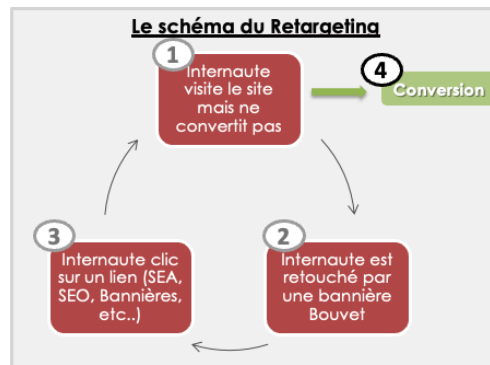 Le schéma du Retargeting
1
Internaute
visite le site
mais ne
convertit pas
4
Conversion
3
Internaute clic
sur un lien (SEA,
SEO, Bannières,
etc..)
2
Internaute est
retouché par
une bannière
Bouvet